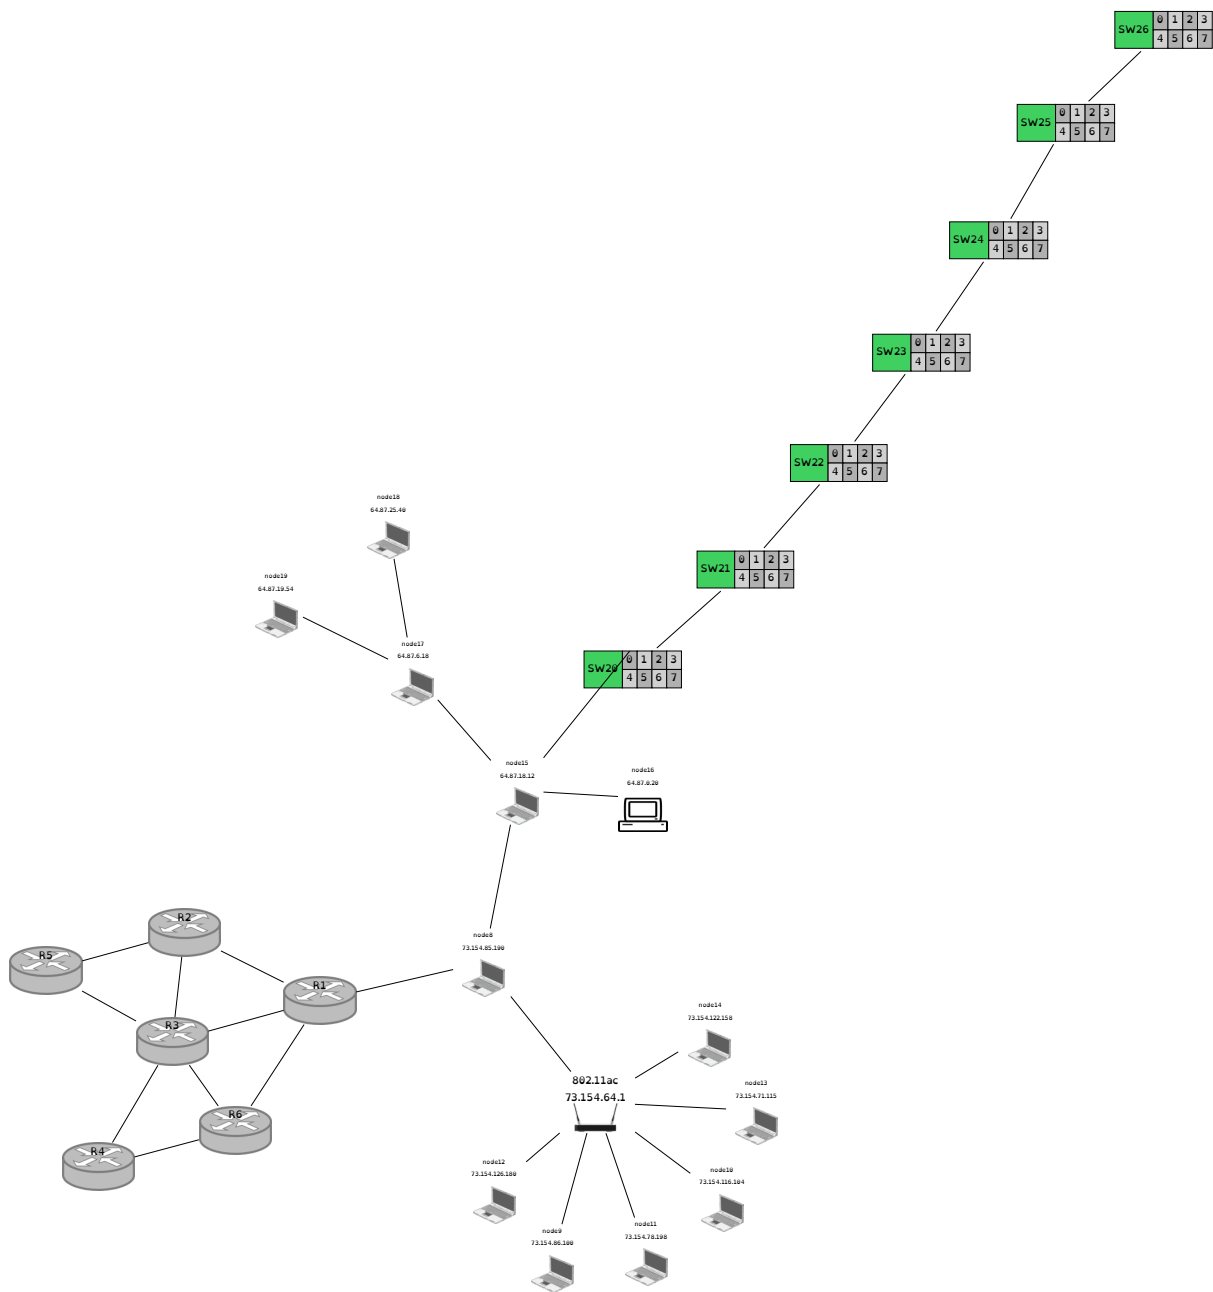 SW26
0 1 2 3
4 5 6 7
SW25
0 1 2 3
4 5 6 7
SW24
0 1 2 3
4 5 6 7
SW23
0 1 2 3
4 5 6 7
SW22
0 1 2 3
4 5 6 7
node18
64.87.25.40
SW21
0 1 2 3
4 5 6 7
node19
64.87.19.54
node17
64.87.6.18
SW20
0 1 2 3
4 5 6 7
node15
64.87.18.12
node16
64.87.0.20
R2
node8
73.154.85.190
R5
R1
node14
73.154.122.158
R3
802.11ac
73.154.64.1
node13
73.154.71.115
R6
R4
node12
73.154.126.180
node10
73.154.116.104
node11
73.154.78.198
node9
73.154.86.100